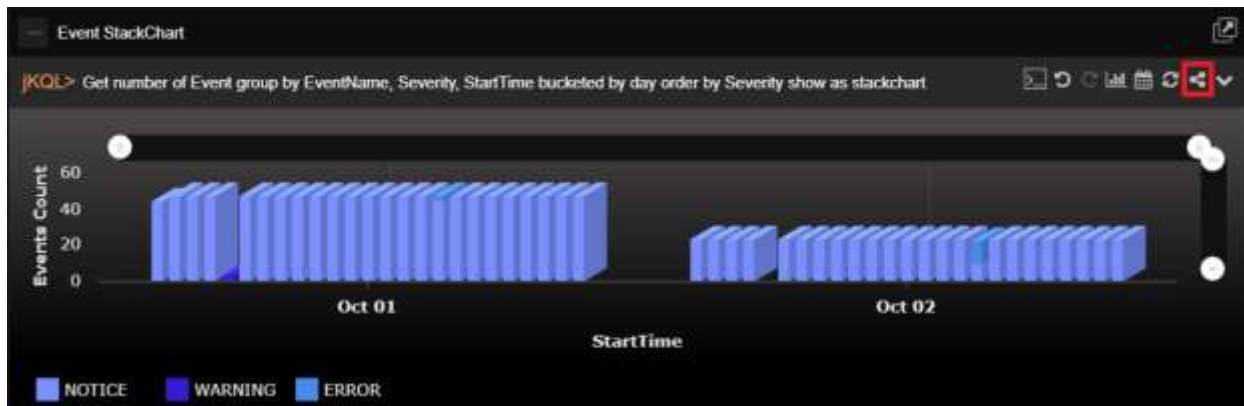 Event StackChart
jKQL> Get number of Event group by EventName, Severity, StartTime bucketed by day order by Severity show as stackchart
Events Count
60
40
20
0
Oct 01
Oct 02
StartTime
NOTICE
WARNING
ERROR